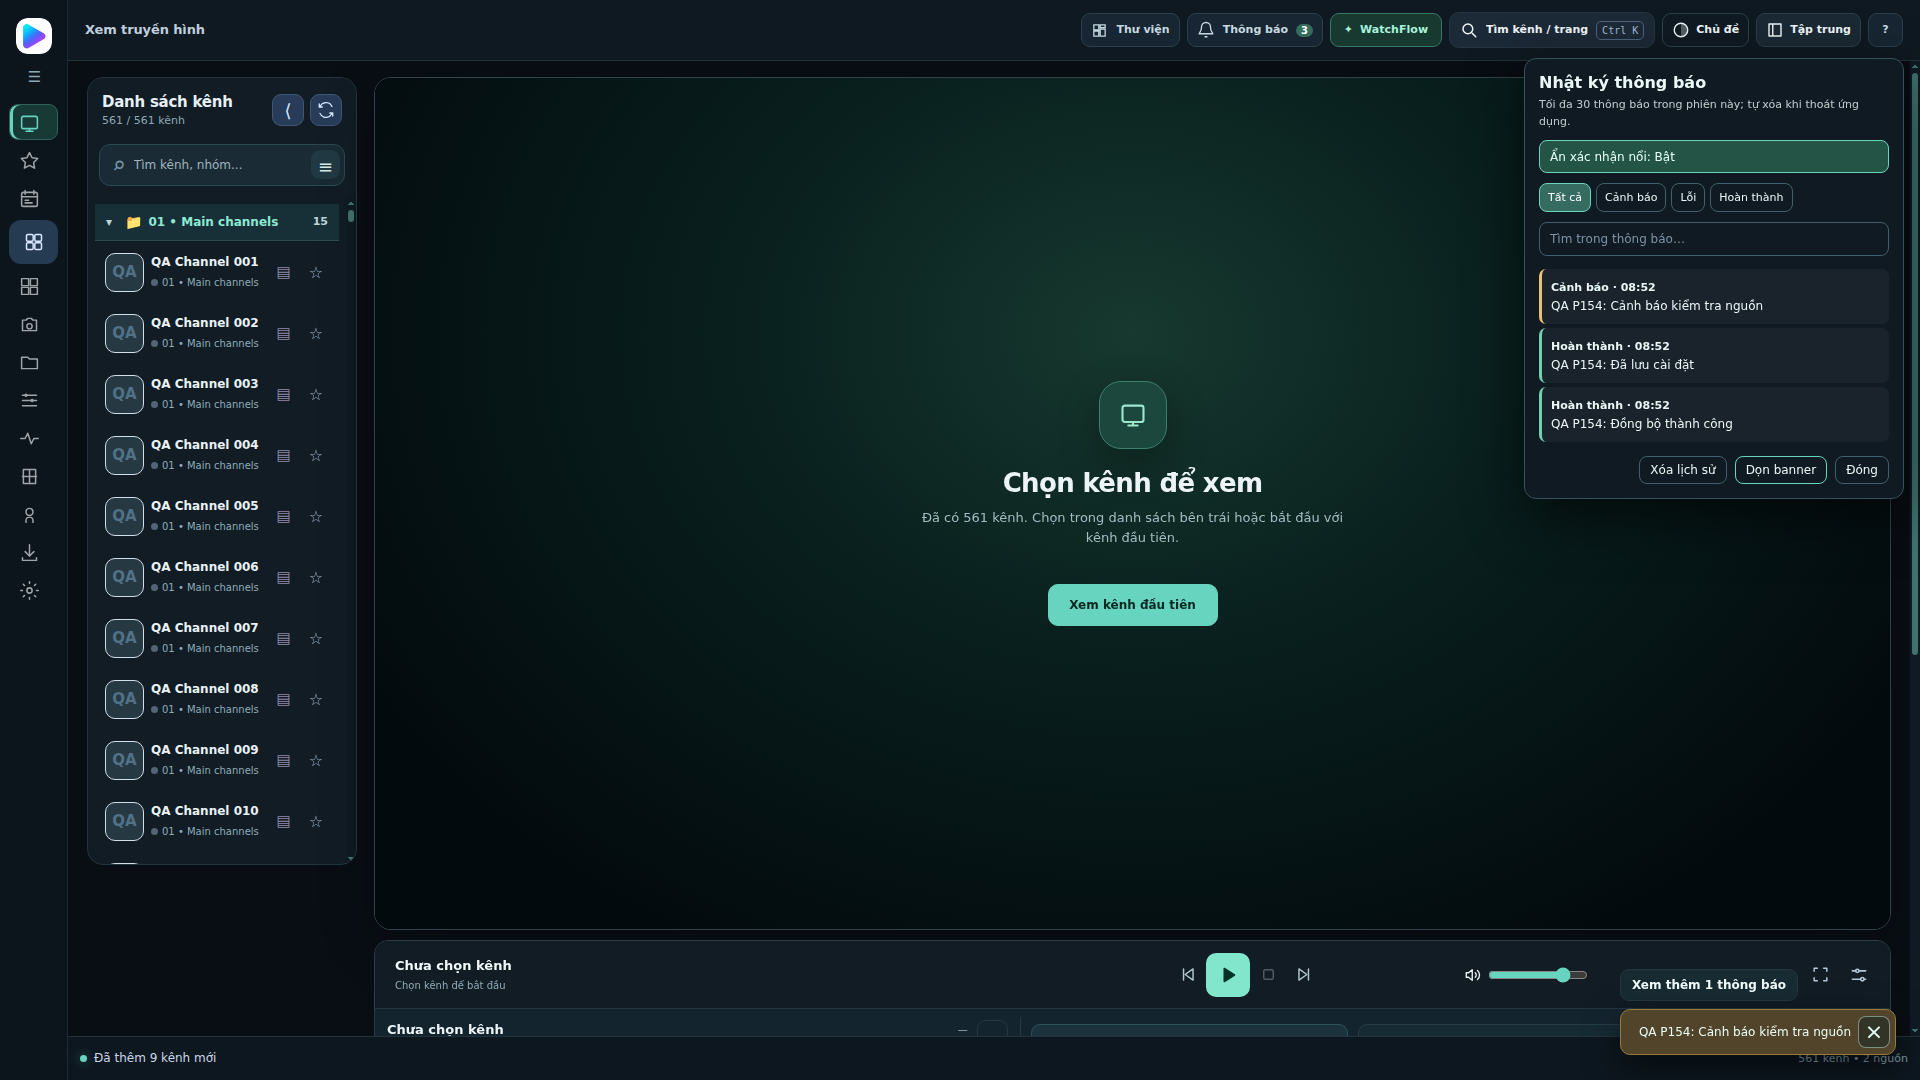 Xem truyền hình
Thư viện
Thông báo 3
WatchFlow
Tìm kênh / trang Ctrl K
Chủ đề
Tập trung
?
Danh sách kênh
561 / 561 kênh
Tìm kênh, nhóm...
01 • Main channels 15
QA
QA Channel 001
01 • Main channels
QA
QA Channel 002
01 • Main channels
QA
QA Channel 003
01 • Main channels
QA
QA Channel 004
01 • Main channels
QA
QA Channel 005
01 • Main channels
QA
QA Channel 006
01 • Main channels
QA
QA Channel 007
01 • Main channels
QA
QA Channel 008
01 • Main channels
QA
QA Channel 009
01 • Main channels
QA
QA Channel 010
01 • Main channels
Chọn kênh để xem
Đã có 561 kênh. Chọn trong danh sách bên trái hoặc bắt đầu với
kênh đầu tiên.
Xem kênh đầu tiên
Nhật ký thông báo
Tối đa 30 thông báo trong phiên này; tự xóa khi thoát ứng
dụng.
Ẩn xác nhận nổi: Bật
Tất cả
Cảnh báo
Lỗi
Hoàn thành
Tìm trong thông báo...
Cảnh báo · 08:52
QA P154: Cảnh báo kiểm tra nguồn
Hoàn thành · 08:52
QA P154: Đã lưu cài đặt
Hoàn thành · 08:52
QA P154: Đồng bộ thành công
Xóa lịch sử
Dọn banner
Đóng
Chưa chọn kênh
Chọn kênh để bắt đầu
Xem thêm 1 thông báo
Chưa chọn kênh
QA P154: Cảnh báo kiểm tra nguồn
Đã thêm 9 kênh mới
561 kênh • 2 nguồn